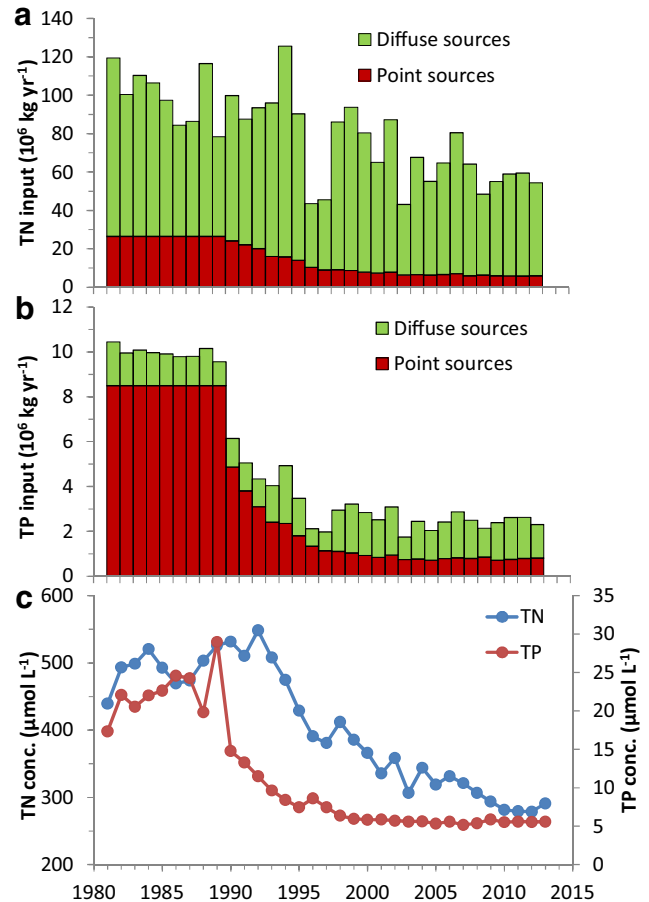 a
140
120
100
80
60
40
20
0
TN input (10⁶ kg yr⁻¹)
Diffuse sources
Point sources
b
12
10
8
6
4
2
0
TP input (10⁶ kg yr⁻¹)
Diffuse sources
Point sources
c
600
500
400
300
200
TN conc. (µmol L⁻¹)
TN
TP
35
30
25
20
15
10
5
0
TP conc. (µmol L⁻¹)
1980 1985 1990 1995 2000 2005 2010 2015